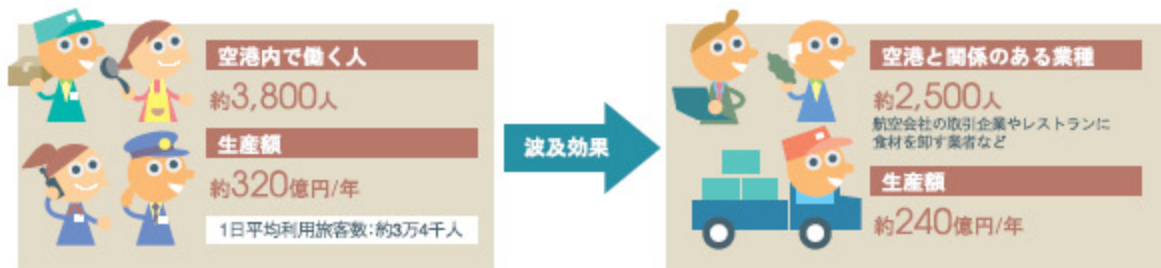 空港内で働く人
約3,800人
生産額
約320億円/年
1日平均利用旅客数:約3万4千人
波及効果
空港と関係のある業種
約2,500人
航空会社の取引企業やレストランに
食材を卸す業者など
生産額
約240億円/年